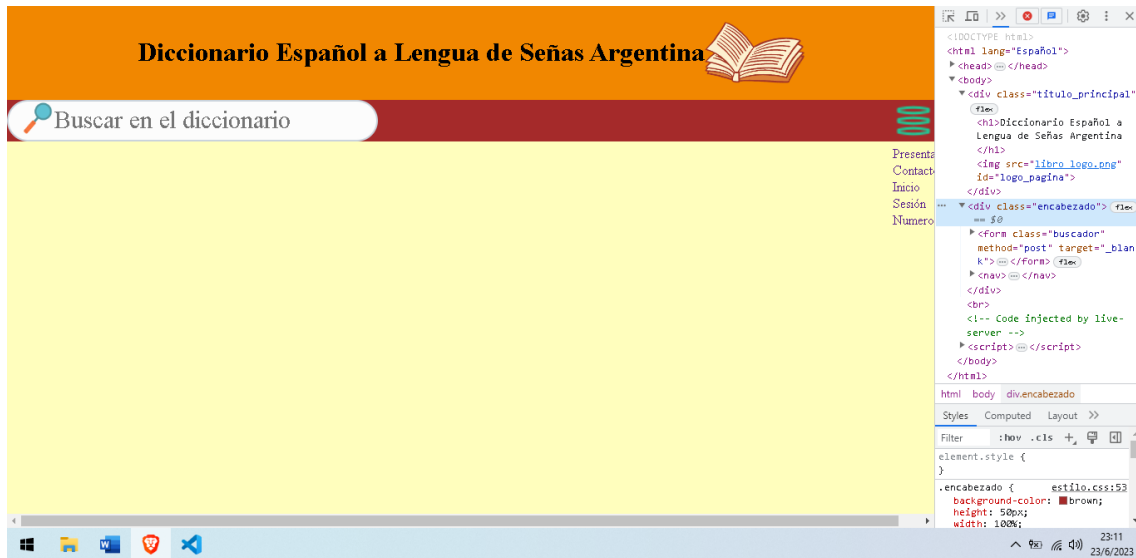 Diccionario Español a Lengua de Señas Argentina
Buscar en el diccionario
Presenta
Contact
Inicio
Sesión
Numero
<!DOCTYPE html>
<html lang="Español">
<head> </head>
<body>
<div class="titulo_principal"
flex
<h1>Diccionario Español a
Lengua de Señas Argentina
</h1>
<img src="libro_logo.png"
id="logo_pagina">
</div>
<div class="encabezado"> flex
== $0
<form class="buscador"
method="post" target="_blan
k"> </form> flex
<nav> </nav>
</div>
<br>
<!-- Code injected by live-
server -->
<script> </script>
</body>
</html>
html body div.encabezado
Styles Computed Layout
Filter :hov .cls
element.style {
}
.encabezado { estilo.css:53
background-color: brown;
height: 50px;
width: 100%;
23:11
23/6/2023